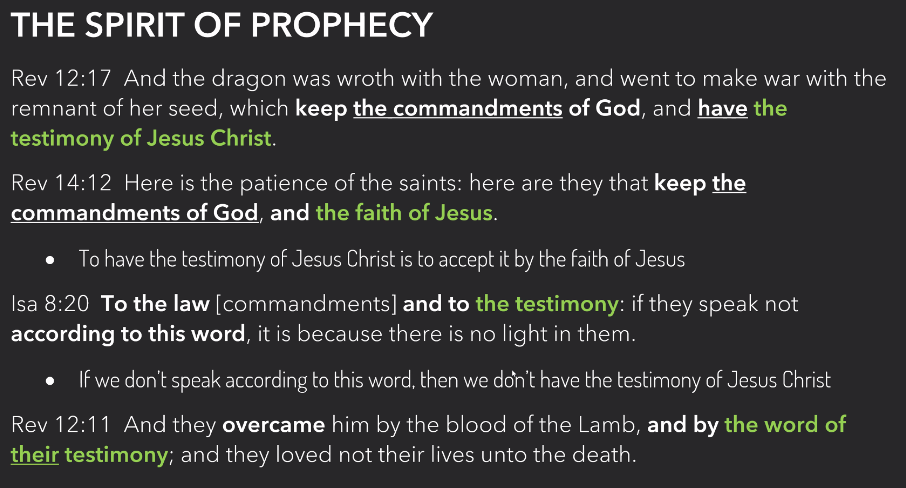 THE SPIRIT OF PROPHECY
Rev 12:17 And the dragon was wroth with the woman, and went to make war with the
remnant of her seed, which keep the commandments of God, and have the
testimony of Jesus Christ.
Rev 14:12 Here is the patience of the saints: here are they that keep the
commandments of God, and the faith of Jesus.
• To have the testimony of Jesus Christ is to accept it by the faith of Jesus
Isa 8:20 To the law [commandments] and to the testimony: if they speak not
according to this word, it is because there is no light in them.
• If we don't speak according to this word, then we don't have the testimony of Jesus Christ
Rev 12:11 And they overcame him by the blood of the Lamb, and by the word of
their testimony; and they loved not their lives unto the death.